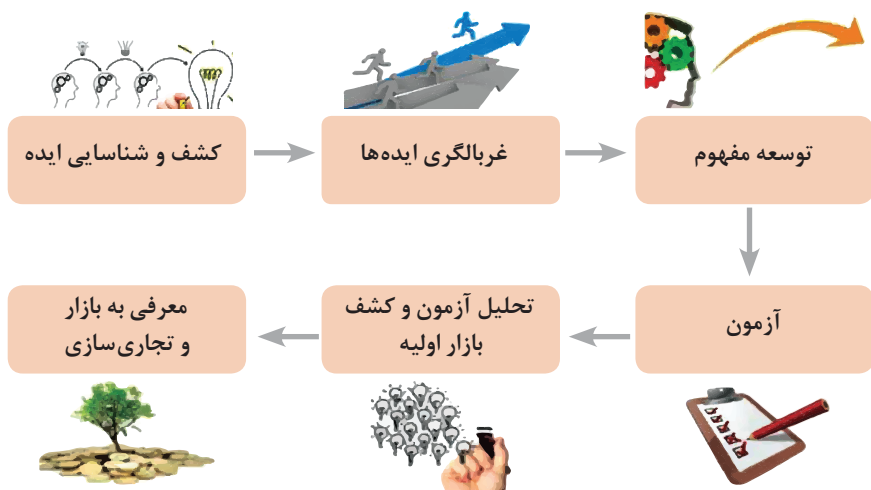 کشف و شناسایی ایده
غربالگری ایده‌ها
توسعه مفهوم
آزمون
تحلیل آزمون و کشف
بازار اولیه
معرفی به بازار
و تجاری‌سازی